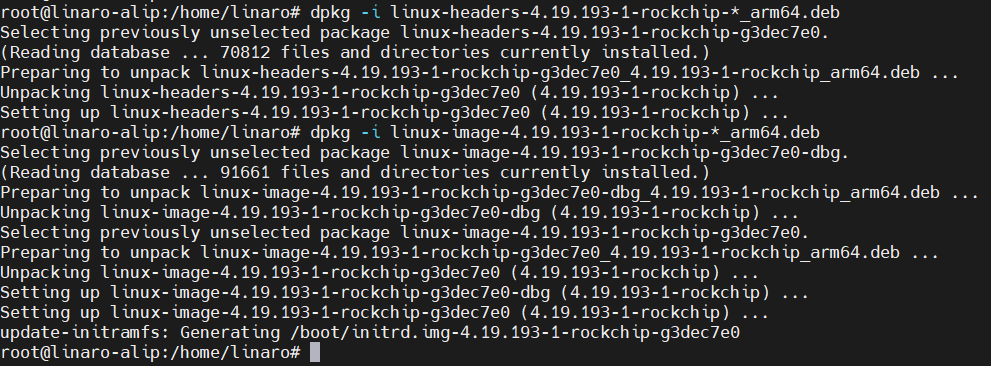 root@linaro-alip:/home/linaro# dpkg -i linux-headers-4.19.193-1-rockchip-*_arm64.deb
Selecting previously unselected package linux-headers-4.19.193-1-rockchip-g3dec7e0.
(Reading database ... 70812 files and directories currently installed.)
Preparing to unpack linux-headers-4.19.193-1-rockchip-g3dec7e0_4.19.193-1-rockchip_arm64.deb ...
Unpacking linux-headers-4.19.193-1-rockchip-g3dec7e0 (4.19.193-1-rockchip) ...
Setting up linux-headers-4.19.193-1-rockchip-g3dec7e0 (4.19.193-1-rockchip) ...
root@linaro-alip:/home/linaro# dpkg -i linux-image-4.19.193-1-rockchip-*_arm64.deb
Selecting previously unselected package linux-image-4.19.193-1-rockchip-g3dec7e0-dbg.
(Reading database ... 91661 files and directories currently installed.)
Preparing to unpack linux-image-4.19.193-1-rockchip-g3dec7e0-dbg_4.19.193-1-rockchip_arm64.deb ...
Unpacking linux-image-4.19.193-1-rockchip-g3dec7e0-dbg (4.19.193-1-rockchip) ...
Selecting previously unselected package linux-image-4.19.193-1-rockchip-g3dec7e0.
Preparing to unpack linux-image-4.19.193-1-rockchip-g3dec7e0_4.19.193-1-rockchip_arm64.deb ...
Unpacking linux-image-4.19.193-1-rockchip-g3dec7e0 (4.19.193-1-rockchip) ...
Setting up linux-image-4.19.193-1-rockchip-g3dec7e0-dbg (4.19.193-1-rockchip) ...
Setting up linux-image-4.19.193-1-rockchip-g3dec7e0 (4.19.193-1-rockchip) ...
update-initramfs: Generating /boot/initrd.img-4.19.193-1-rockchip-g3dec7e0
root@linaro-alip:/home/linaro#